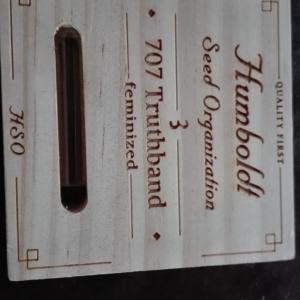 QUALITY FIRST
Humboldt
Seed Organization
3
707 Truthband
feminized
HSO